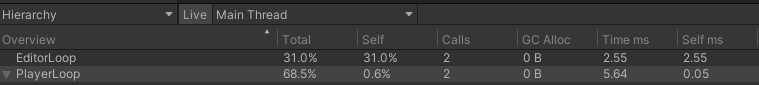 Hierarchy Live Main Thread
Overview Total Self Calls GC Alloc Time ms Self ms
EditorLoop 31.0% 31.0% 2 0 B 2.55 2.55
PlayerLoop 68.5% 0.6% 2 0 B 5.64 0.05